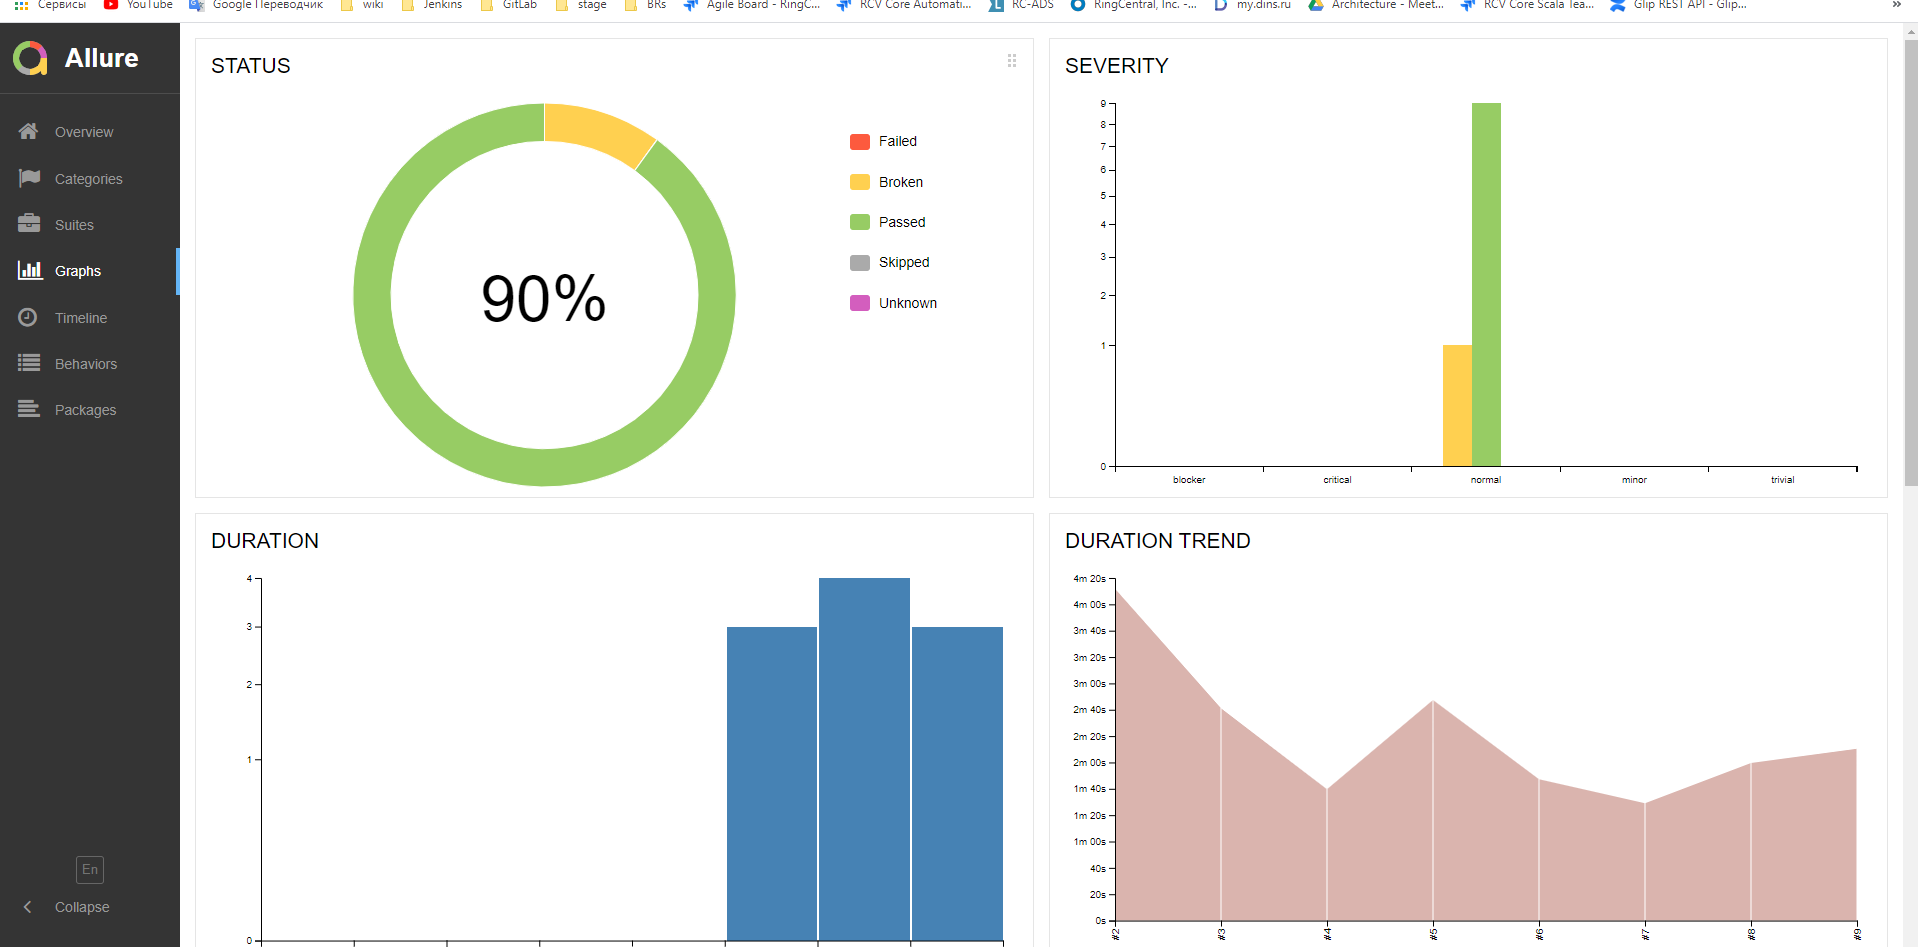 Сервисы YouTube Google Переводчик wiki Jenkins GitLab stage BRs Agile Board - RingC... RCV Core Automati... RC-ADS RingCentral, Inc. -... my.dins.ru Architecture - Meet... RCV Core Scala Tea... Glip REST API - Glip... »
Allure
Overview
Categories
Suites
Graphs
Timeline
Behaviors
Packages
En
Collapse
STATUS
90%
Failed
Broken
Passed
Skipped
Unknown
SEVERITY
9
8
7
6
5
4
3
2
1
0
blocker critical normal minor trivial
DURATION
4
3
2
1
0
DURATION TREND
4m 20s
4m 00s
3m 40s
3m 20s
3m 00s
2m 40s
2m 20s
2m 00s
1m 40s
1m 20s
1m 00s
40s
20s
0s
#2 #3 #4 #5 #6 #7 #8 #9